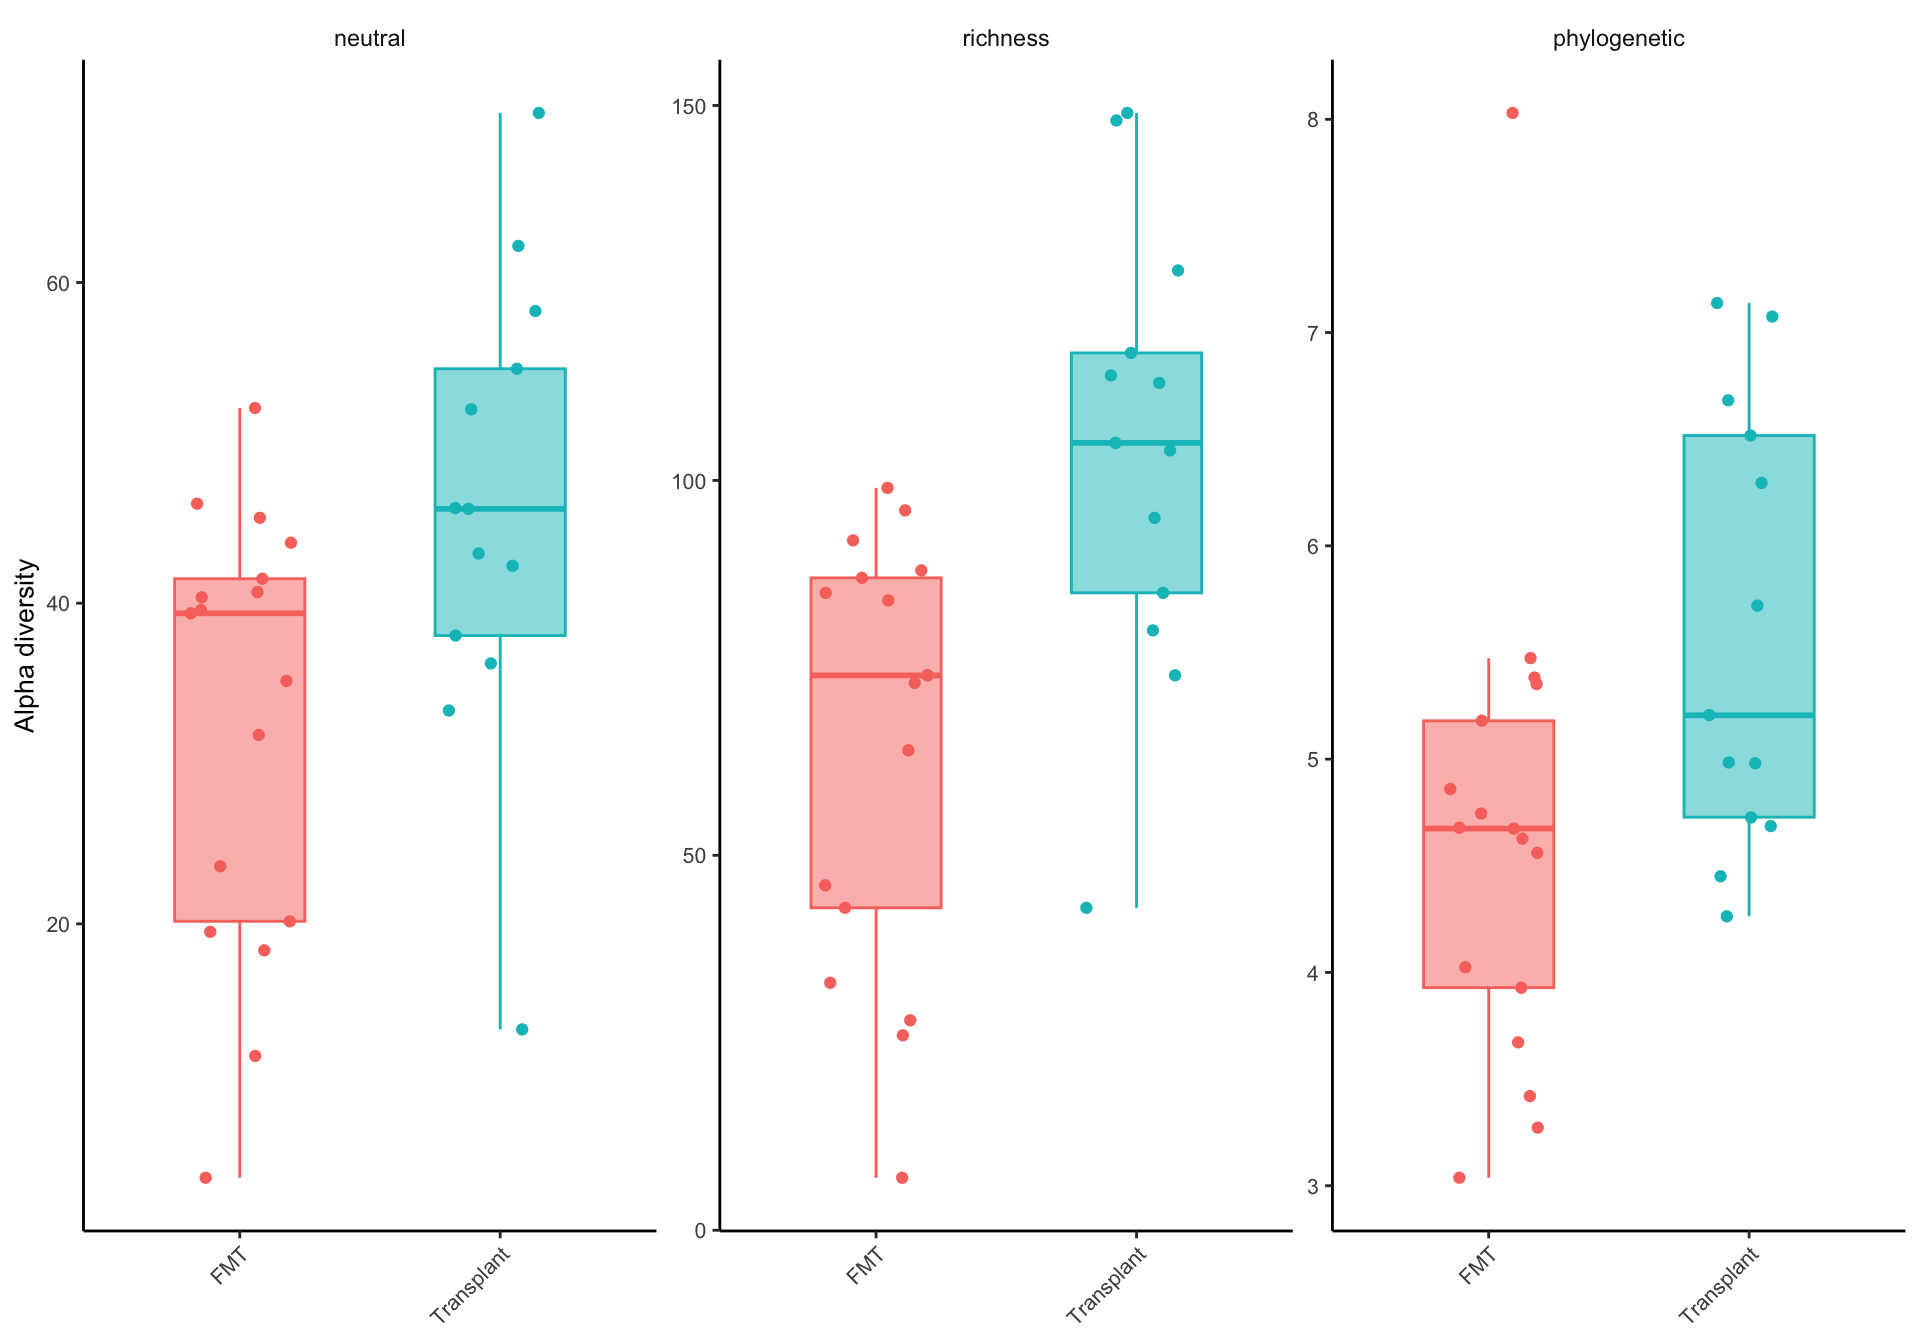 neutral
richness
phylogenetic
Alpha diversity
60
40
20
150
100
50
0
8
7
6
5
4
3
FMT
Transplant
FMT
Transplant
FMT
Transplant